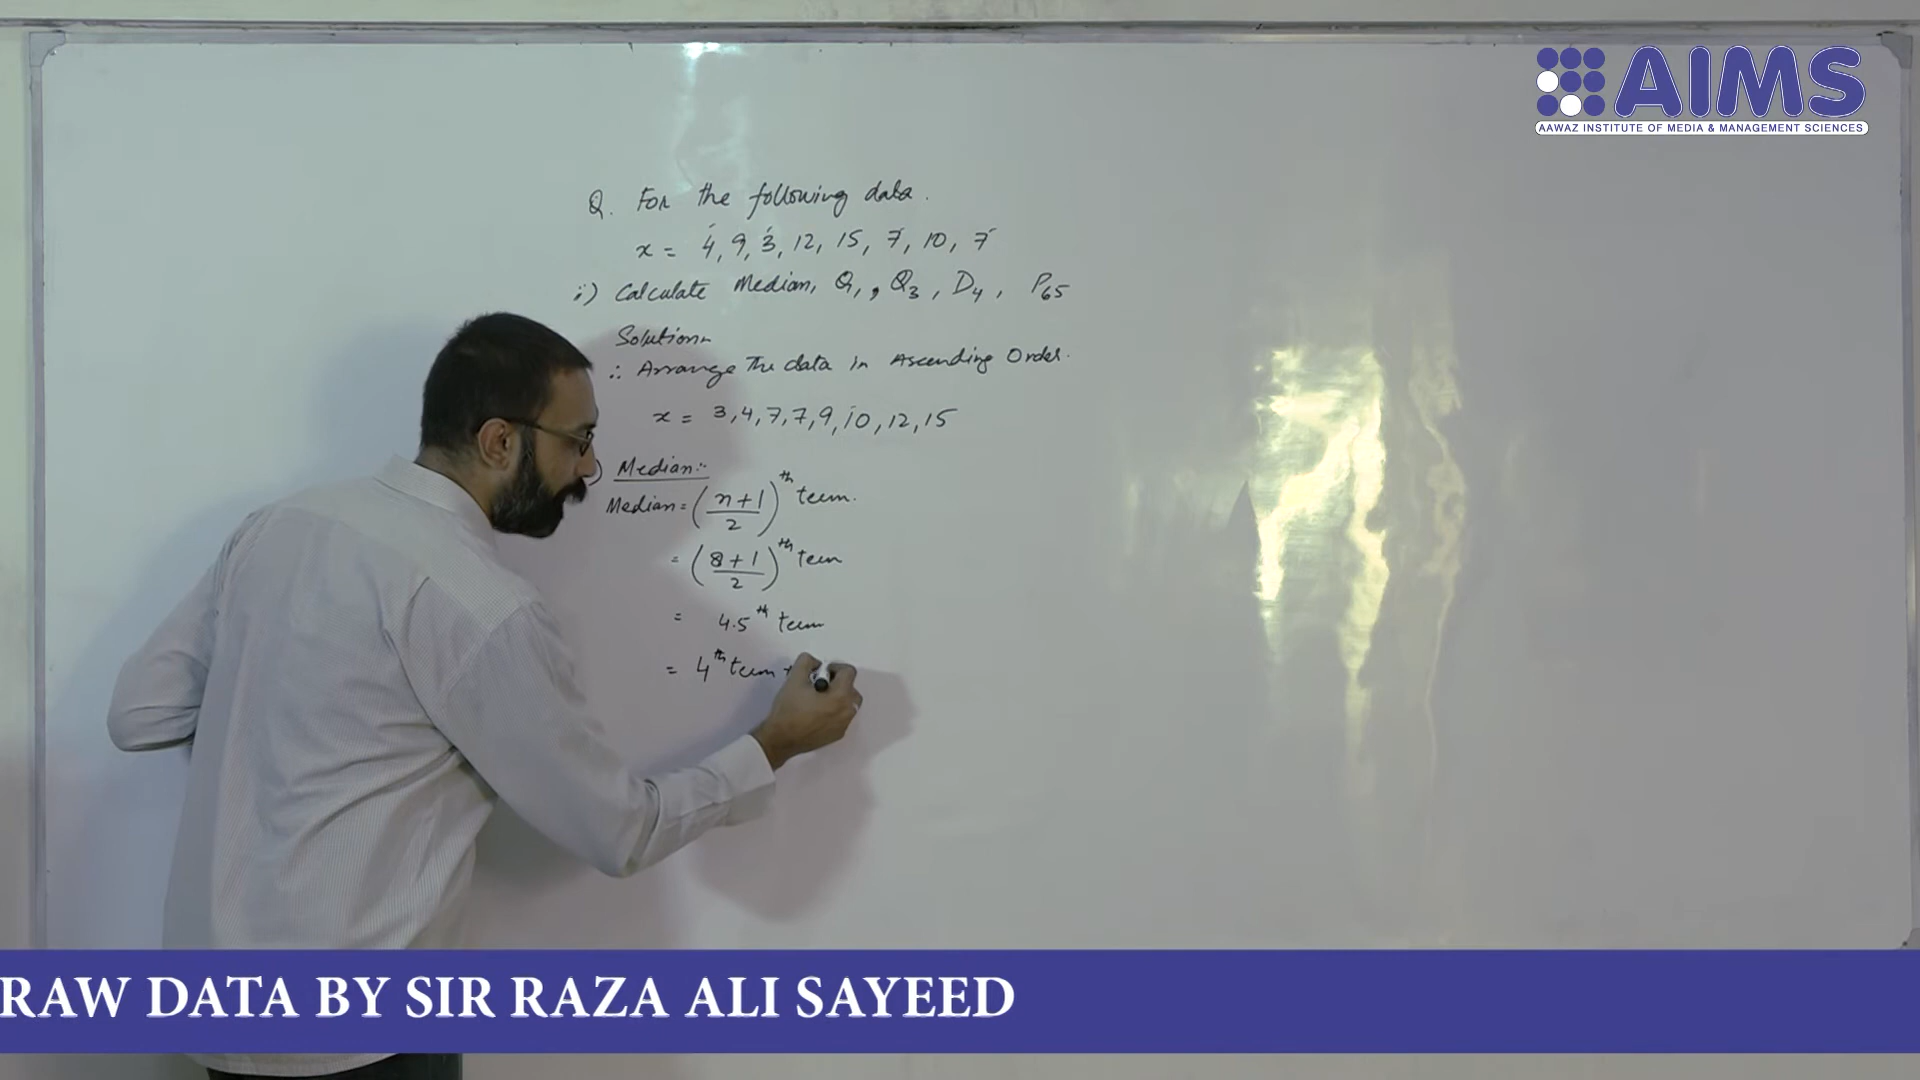 AIMS
AAWAZ INSTITUTE OF MEDIA & MANAGEMENT SCIENCES
Q. For the following data.
x = 4, 9, 3, 12, 15, 7, 10, 7
i) Calculate Median, Q₁, Q₃, D₄, P₆₅
Solution:-
∴ Arrange The data in Ascending Order.
x = 3, 4, 7, 7, 9, 10, 12, 15
) Median:-
Median = (n+1/2)ᵗʰ term.
= (8+1/2)ᵗʰ term
= 4.5ᵗʰ term
= 4ᵗʰ term +
RAW DATA BY SIR RAZA ALI SAYEED